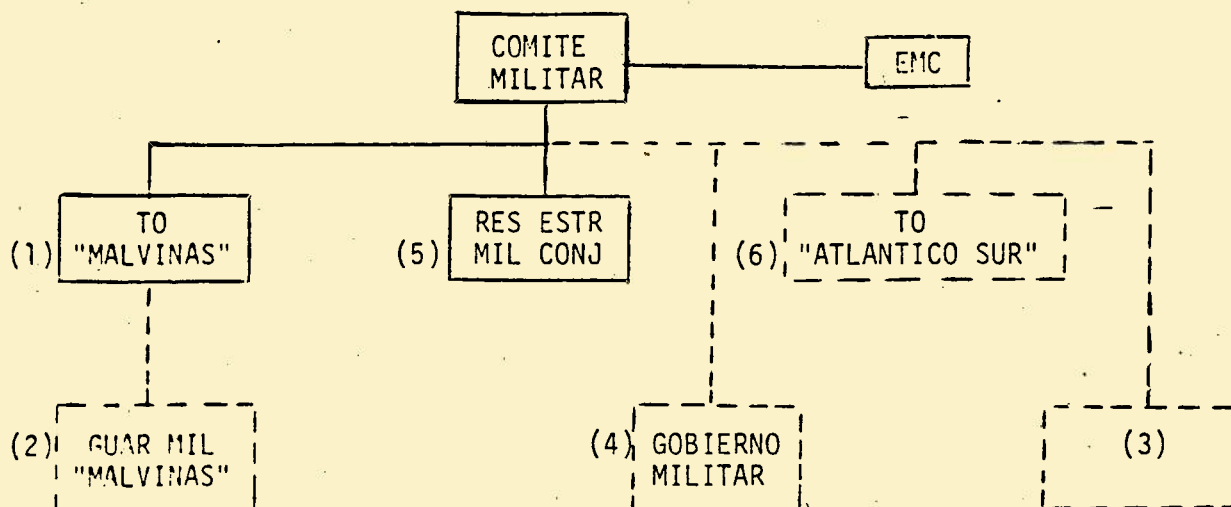 COMITE
MILITAR
EMC
TO
(1) "MALVINAS"
RES ESTR
(5) MIL CONJ
TO
(6) "ATLANTICO SUR"
(2) GUAR MIL
"MALVINAS"
(4) GOBIERNO
MILITAR
(3)